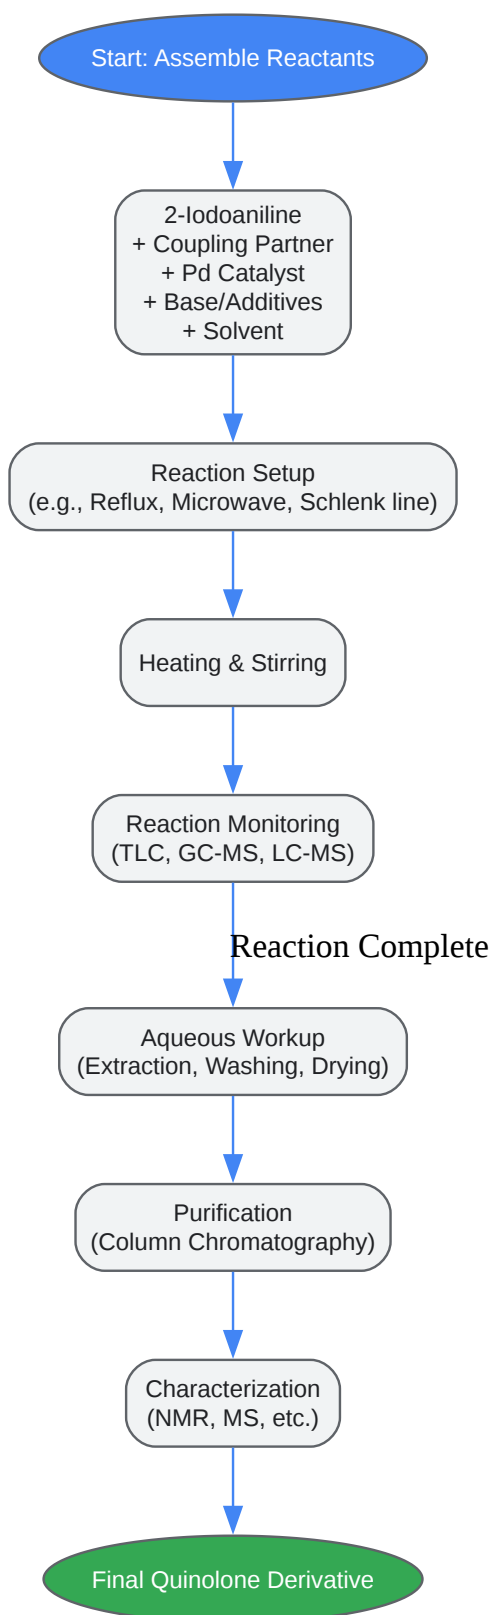 Start: Assemble Reactants
2-Iodoaniline
+ Coupling Partner
+ Pd Catalyst
+ Base/Additives
+ Solvent
Reaction Setup
(e.g., Reflux, Microwave, Schlenk line)
Heating & Stirring
Reaction Monitoring
(TLC, GC-MS, LC-MS)
Reaction Complete
Aqueous Workup
(Extraction, Washing, Drying)
Purification
(Column Chromatography)
Characterization
(NMR, MS, etc.)
Final Quinolone Derivative